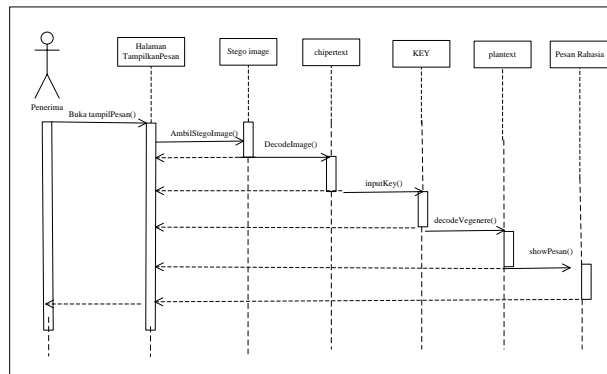 Halaman
TampilkanPesan
Stego image
chipertext
KEY
plantext
Pesan Rahasia
Penerima
Buka tampilPesan()
AmbilStegoImage()
DecodeImage()
inputKey()
decodeVegenere()
showPesan()